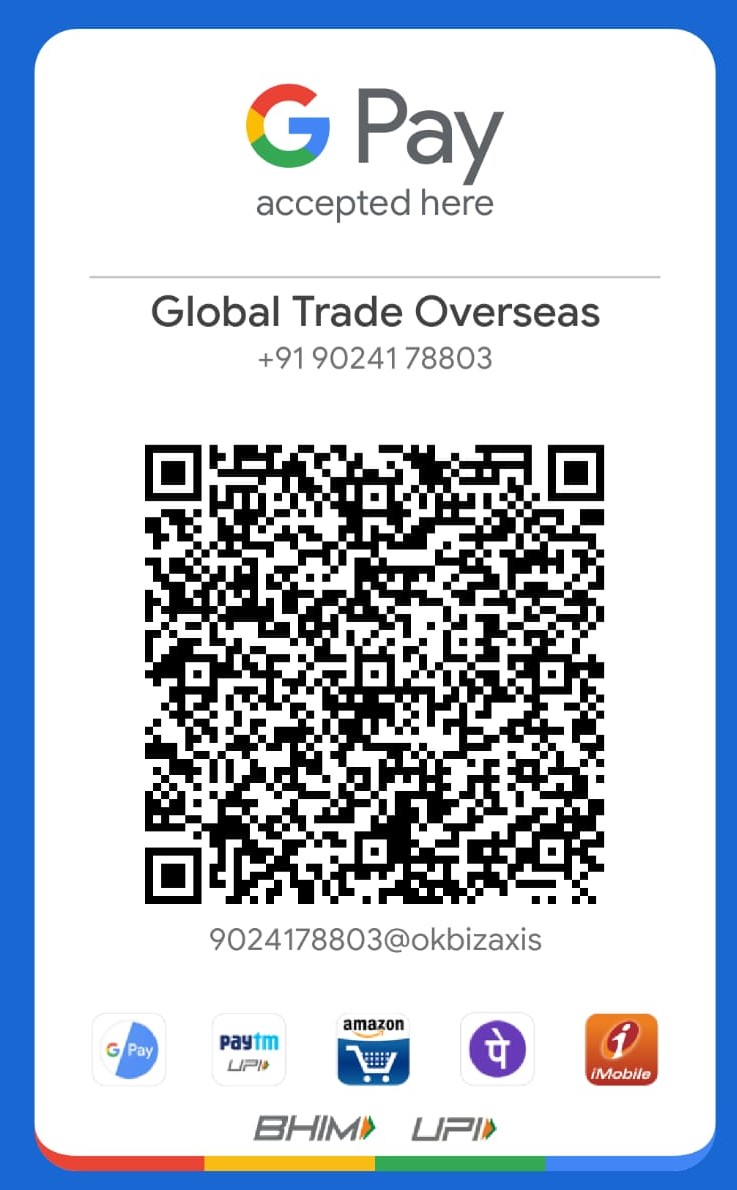 G Pay
accepted here
Global Trade Overseas
+91 90241 78803
9024178803@okbizaxis
G Pay
paytm
UPI
amazon
पे
iMobile
BHIM UPI